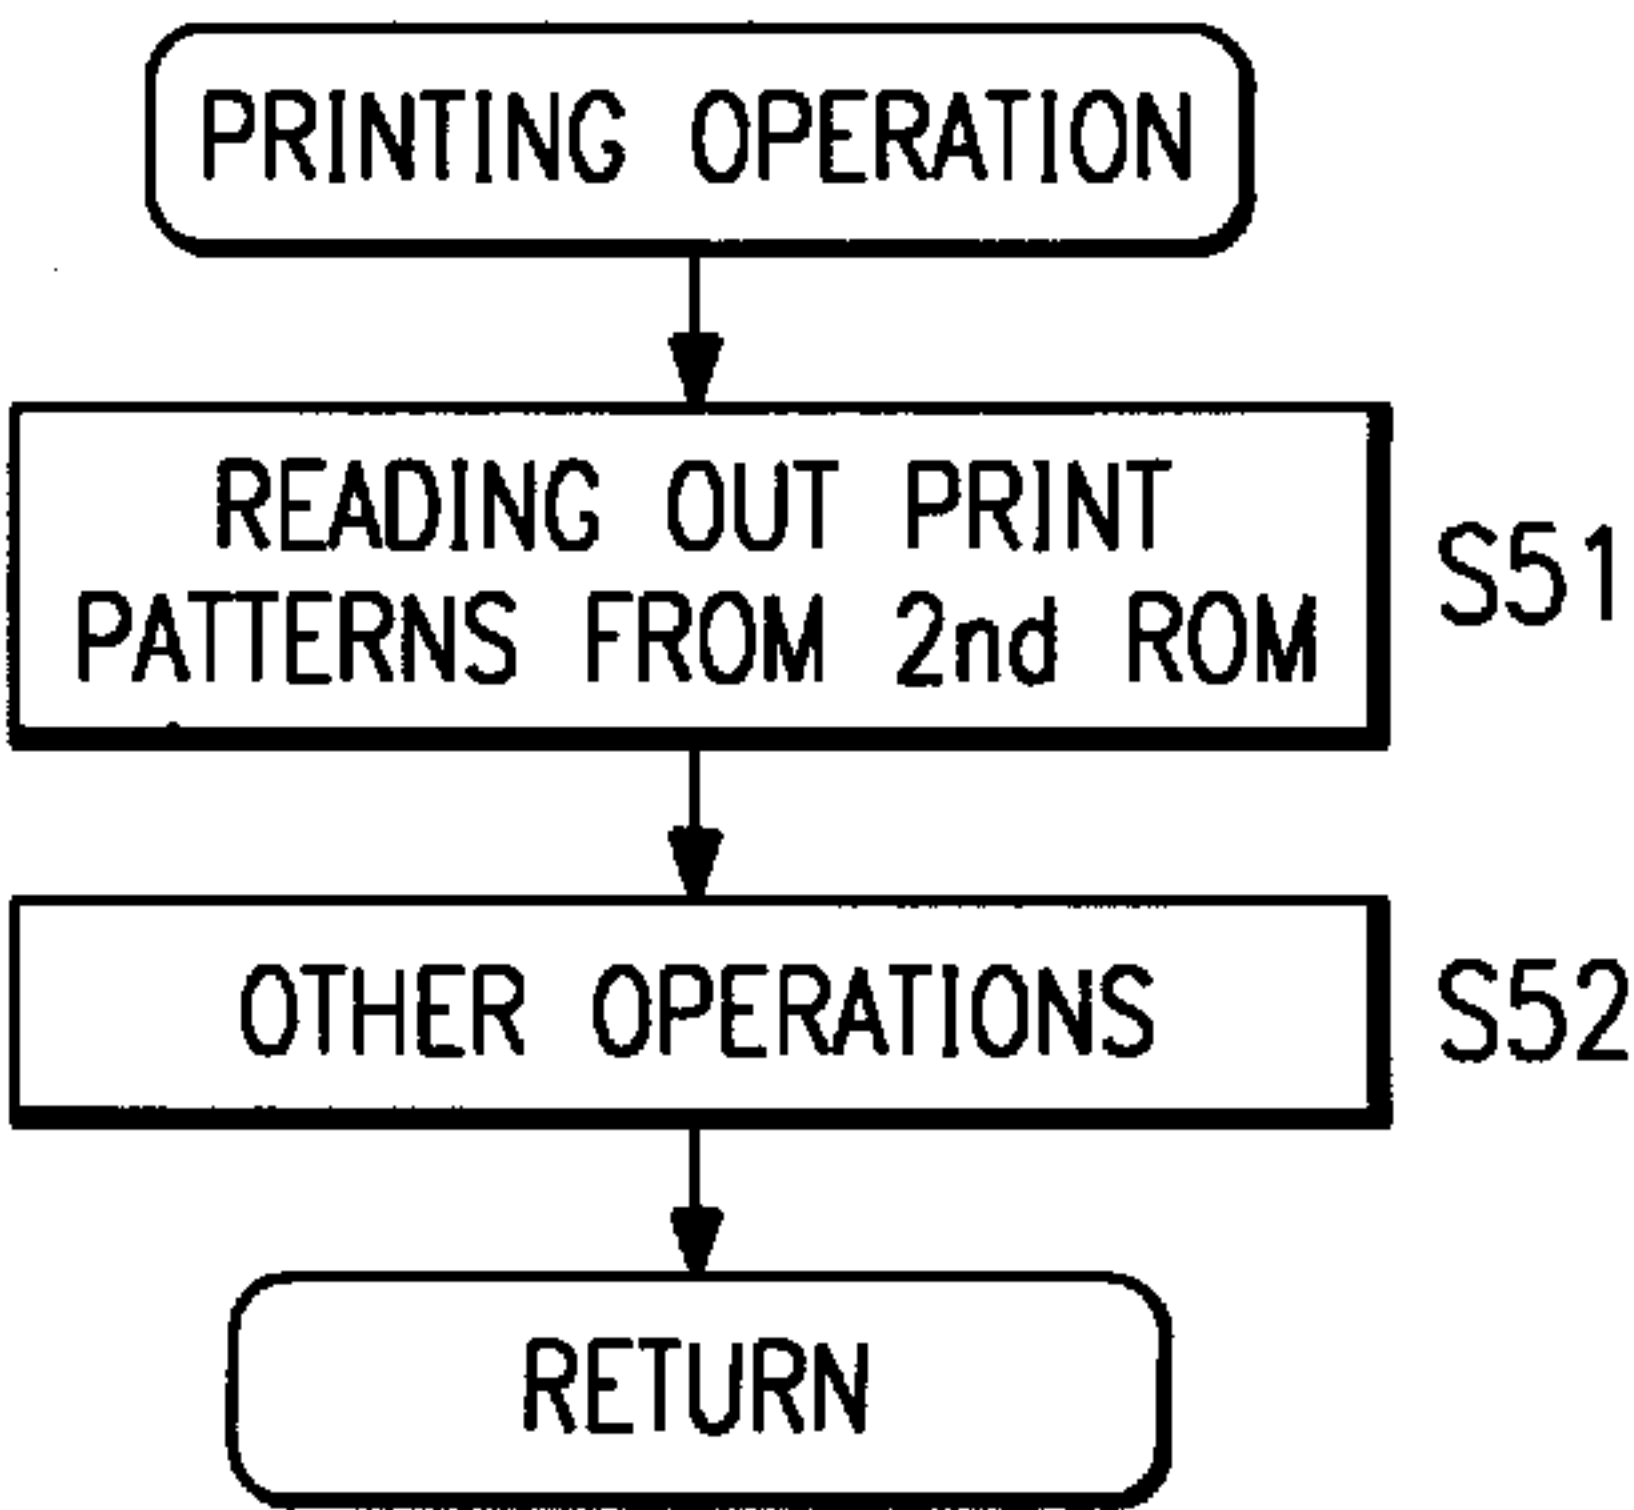 PRINTING OPERATION
READING OUT PRINT
PATTERNS FROM 2nd ROM
S51
OTHER OPERATIONS
S52
RETURN